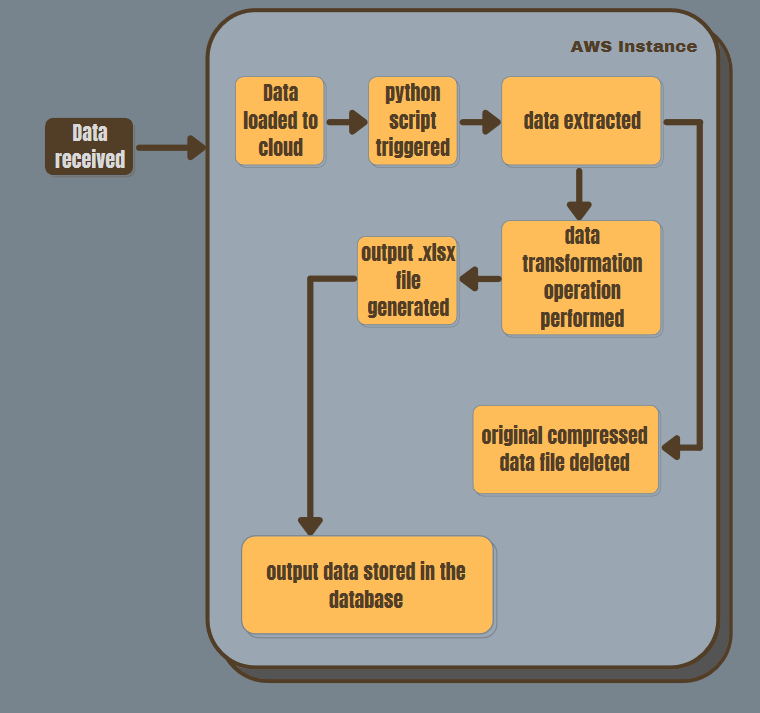 AWS Instance
Data
received
Data
loaded to
cloud
python
script
triggered
data extracted
data
transformation
operation
performed
output .xlsx
file
generated
original compressed
data file deleted
output data stored in the
database